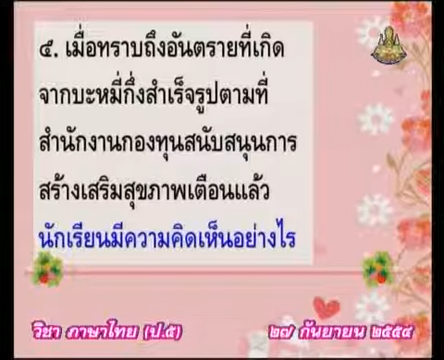 ๕. เมื่อทราบถึงอันตรายที่เกิด
จากบะหมี่กึ่งสำเร็จรูปตามที่
สำนักงานกองทุนสนับสนุนการ
สร้างเสริมสุขภาพเตือนแล้ว
นักเรียนมีความคิดเห็นอย่างไร
วิชา ภาษาไทย (ป.๕)
๒๗ กันยายน ๒๕๕๔